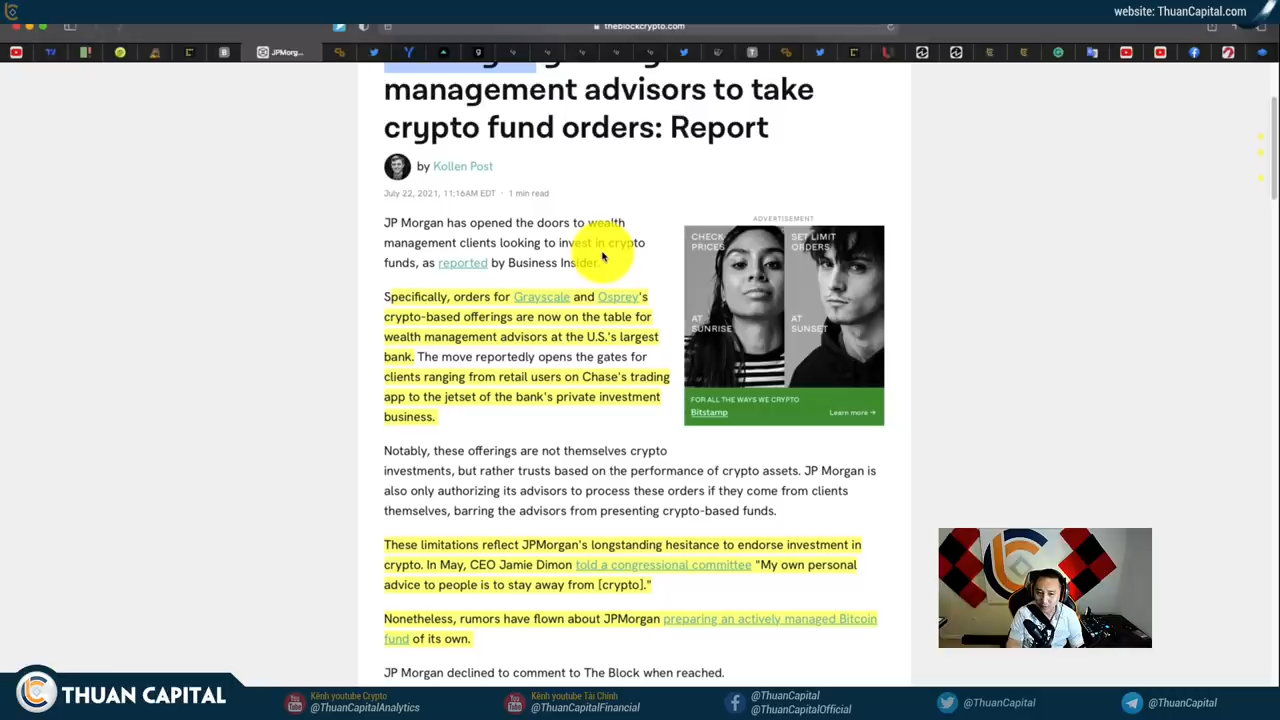 website: ThuanCapital.com
theblockcrypto.com
JPMorg...
management advisors to take
crypto fund orders: Report
by Kollen Post
July 22, 2021, 11:16AM EDT · 1 min read
JP Morgan has opened the doors to wealth
management clients looking to invest in crypto
funds, as reported by Business Insider.
Specifically, orders for Grayscale and Osprey's
crypto-based offerings are now on the table for
wealth management advisors at the U.S.'s largest
bank. The move reportedly opens the gates for
clients ranging from retail users on Chase's trading
app to the jetset of the bank's private investment
business.
ADVERTISEMENT
CHECK
PRICES
SET LIMIT
ORDERS
AT
SUNRISE
AT
SUNSET
FOR ALL THE WAYS WE CRYPTO
Bitstamp
Learn more →
Notably, these offerings are not themselves crypto
investments, but rather trusts based on the performance of crypto assets. JP Morgan is
also only authorizing its advisors to process these orders if they come from clients
themselves, barring the advisors from presenting crypto-based funds.
These limitations reflect JPMorgan's longstanding hesitance to endorse investment in
crypto. In May, CEO Jamie Dimon told a congressional committee "My own personal
advice to people is to stay away from [crypto]."
Nonetheless, rumors have flown about JPMorgan preparing an actively managed Bitcoin
fund of its own.
JP Morgan declined to comment to The Block when reached.
THUAN CAPITAL
Kênh youtube Crypto
@ThuanCapitalAnalytics
Kênh youtube Tài Chính
@ThuanCapitalFinancial
@ThuanCapital
@ThuanCapitalOfficial
@ThuanCapital
@ThuanCapital